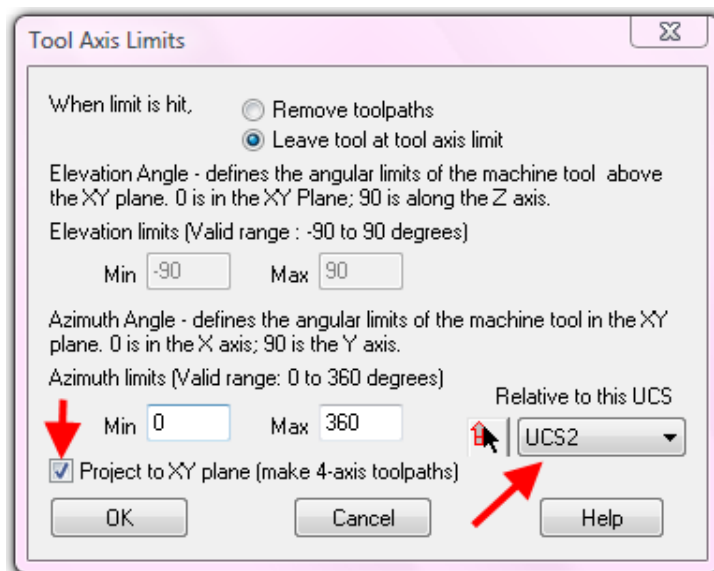 Tool Axis Limits
When limit is hit,
Remove toolpaths
Leave tool at tool axis limit
Elevation Angle - defines the angular limits of the machine tool above
the XY plane. 0 is in the XY Plane; 90 is along the Z axis.
Elevation limits (Valid range : -90 to 90 degrees)
Min -90 Max 90
Azimuth Angle - defines the angular limits of the machine tool in the XY
plane. 0 is in the X axis; 90 is the Y axis.
Azimuth limits (Valid range: 0 to 360 degrees)
Relative to this UCS
Min 0 Max 360 UCS2
Project to XY plane (make 4-axis toolpaths)
OK Cancel Help